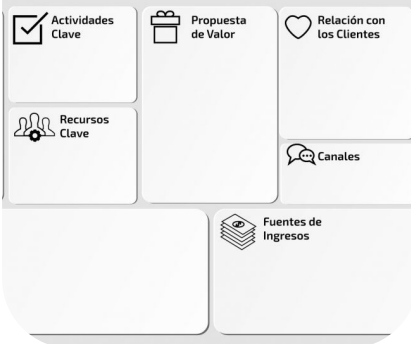 Actividades
Clave
Propuesta
de Valor
Relación con
los Clientes
Recursos
Clave
Canales
Fuentes de
Ingresos